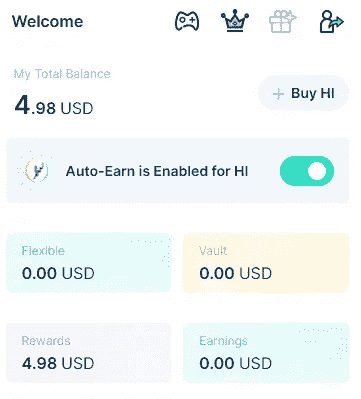 Welcome
My Total Balance
4.98 USD
+ Buy HI
Auto-Earn is Enabled for HI
Flexible
0.00 USD
Vault
0.00 USD
Rewards
4.98 USD
Earnings
0.00 USD